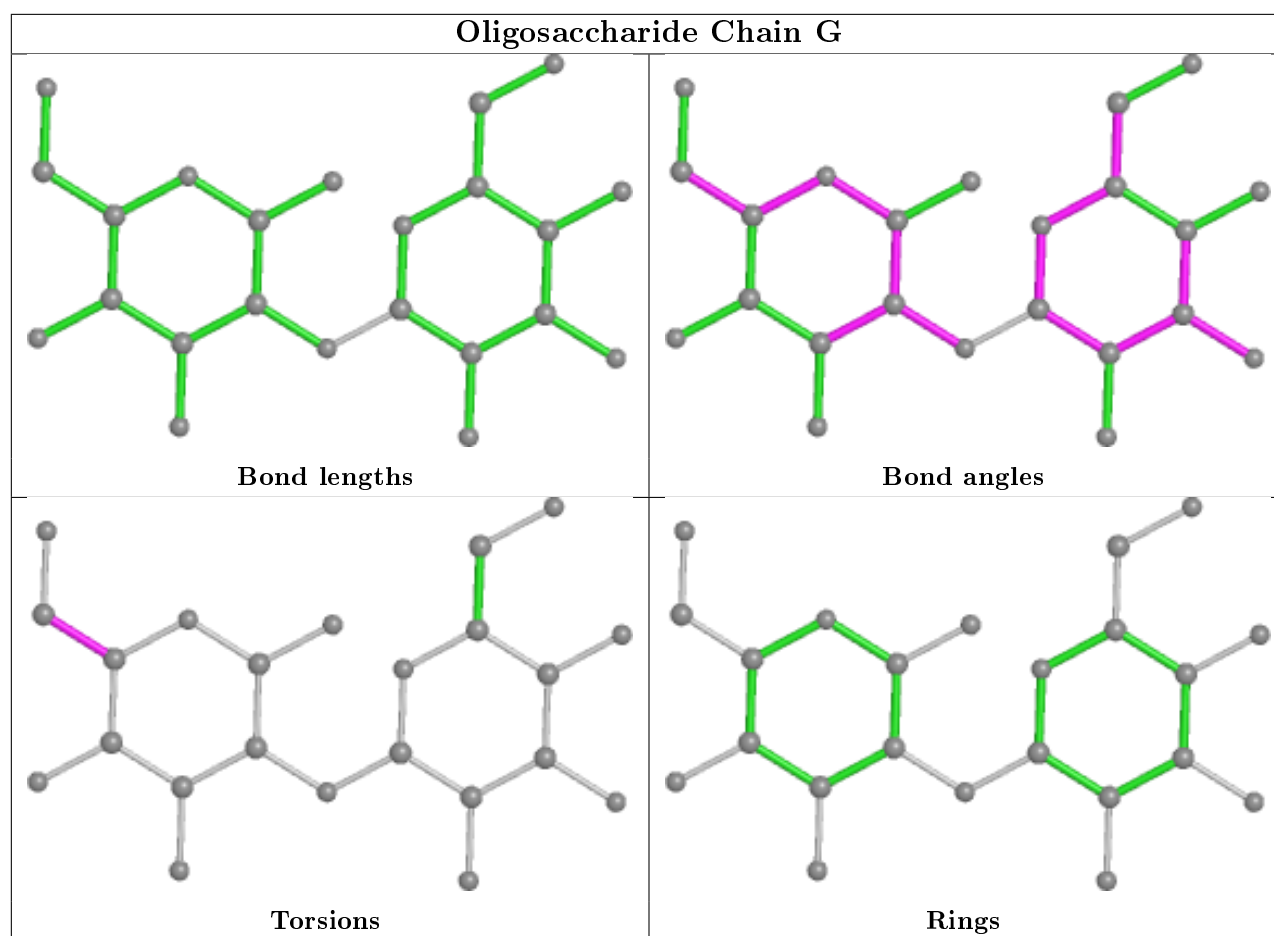 Oligosaccharide Chain G
Bond lengths
Bond angles
Torsions
Rings